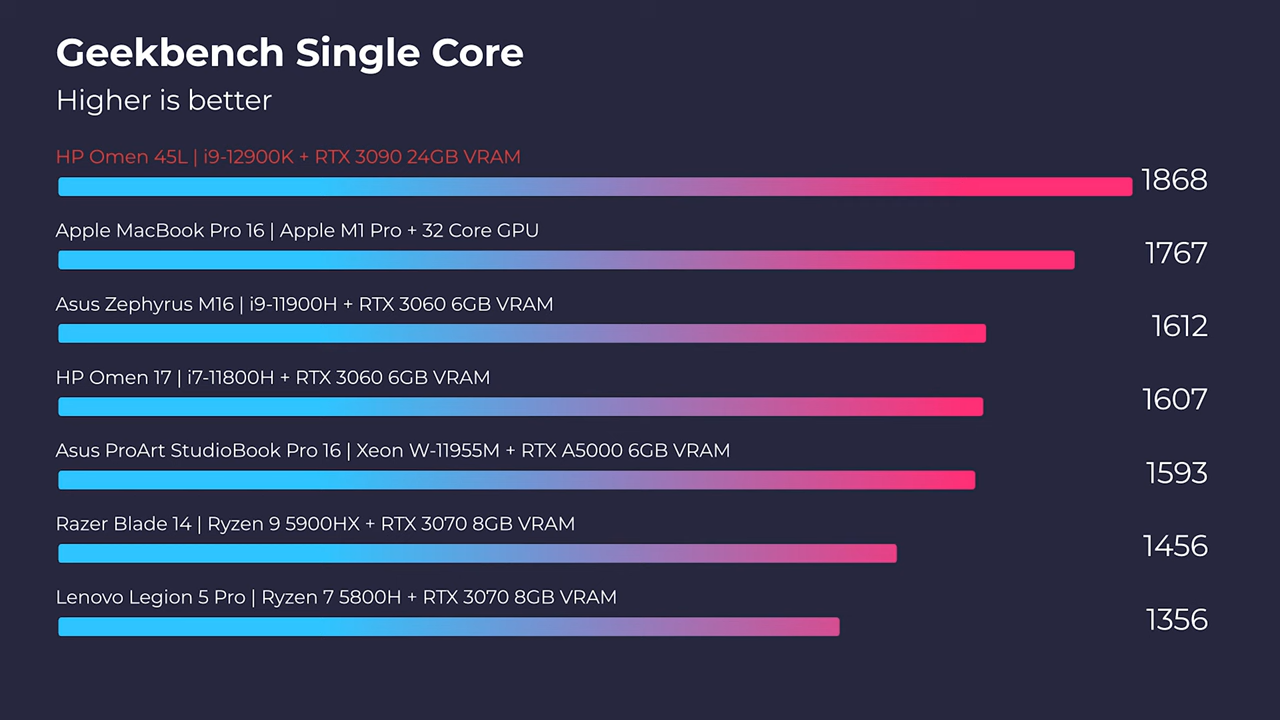 Geekbench Single Core
Higher is better
HP Omen 45L | i9-12900K + RTX 3090 24GB VRAM
1868
Apple MacBook Pro 16 | Apple M1 Pro + 32 Core GPU
1767
Asus Zephyrus M16 | i9-11900H + RTX 3060 6GB VRAM
1612
HP Omen 17 | i7-11800H + RTX 3060 6GB VRAM
1607
Asus ProArt StudioBook Pro 16 | Xeon W-11955M + RTX A5000 6GB VRAM
1593
Razer Blade 14 | Ryzen 9 5900HX + RTX 3070 8GB VRAM
1456
Lenovo Legion 5 Pro | Ryzen 7 5800H + RTX 3070 8GB VRAM
1356